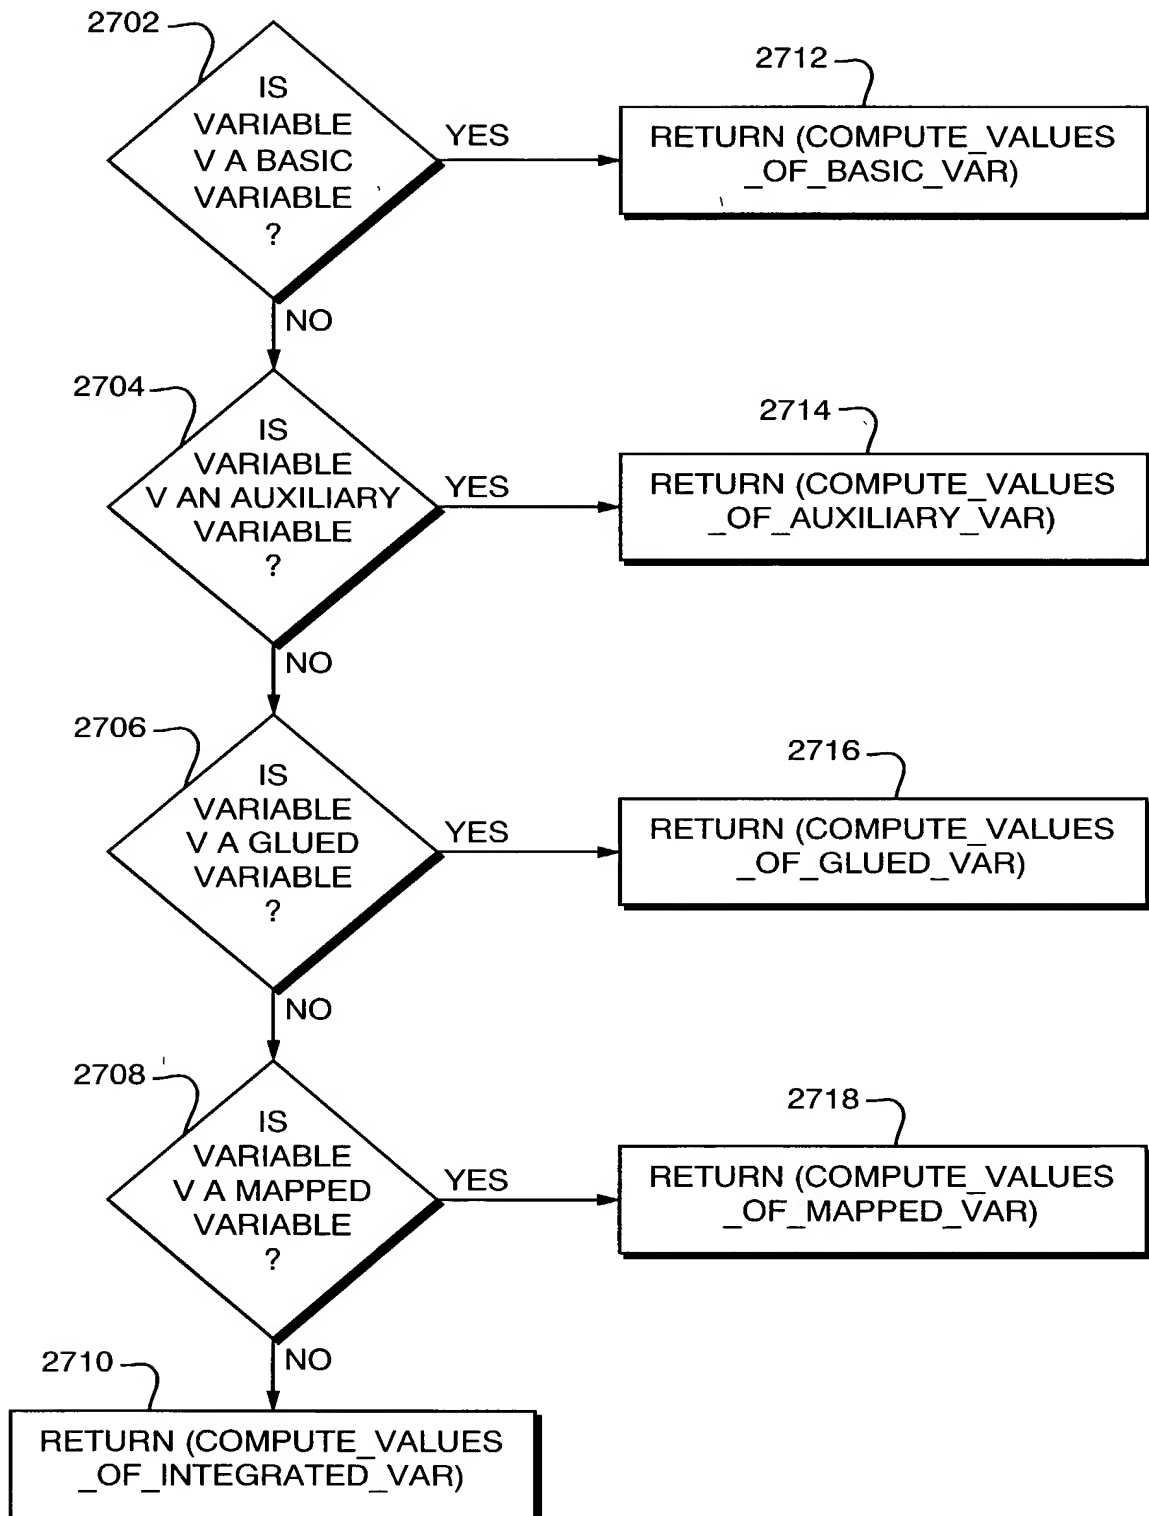 2702
IS
VARIABLE
V A BASIC
VARIABLE
?
YES
2712
RETURN (COMPUTE_VALUES
_OF_BASIC_VAR)
NO
2704
IS
VARIABLE
V AN AUXILIARY
VARIABLE
?
YES
2714
RETURN (COMPUTE_VALUES
_OF_AUXILIARY_VAR)
NO
2706
IS
VARIABLE
V A GLUED
VARIABLE
?
YES
2716
RETURN (COMPUTE_VALUES
_OF_GLUED_VAR)
NO
2708
IS
VARIABLE
V A MAPPED
VARIABLE
?
YES
2718
RETURN (COMPUTE_VALUES
_OF_MAPPED_VAR)
NO
2710
RETURN (COMPUTE_VALUES
_OF_INTEGRATED_VAR)